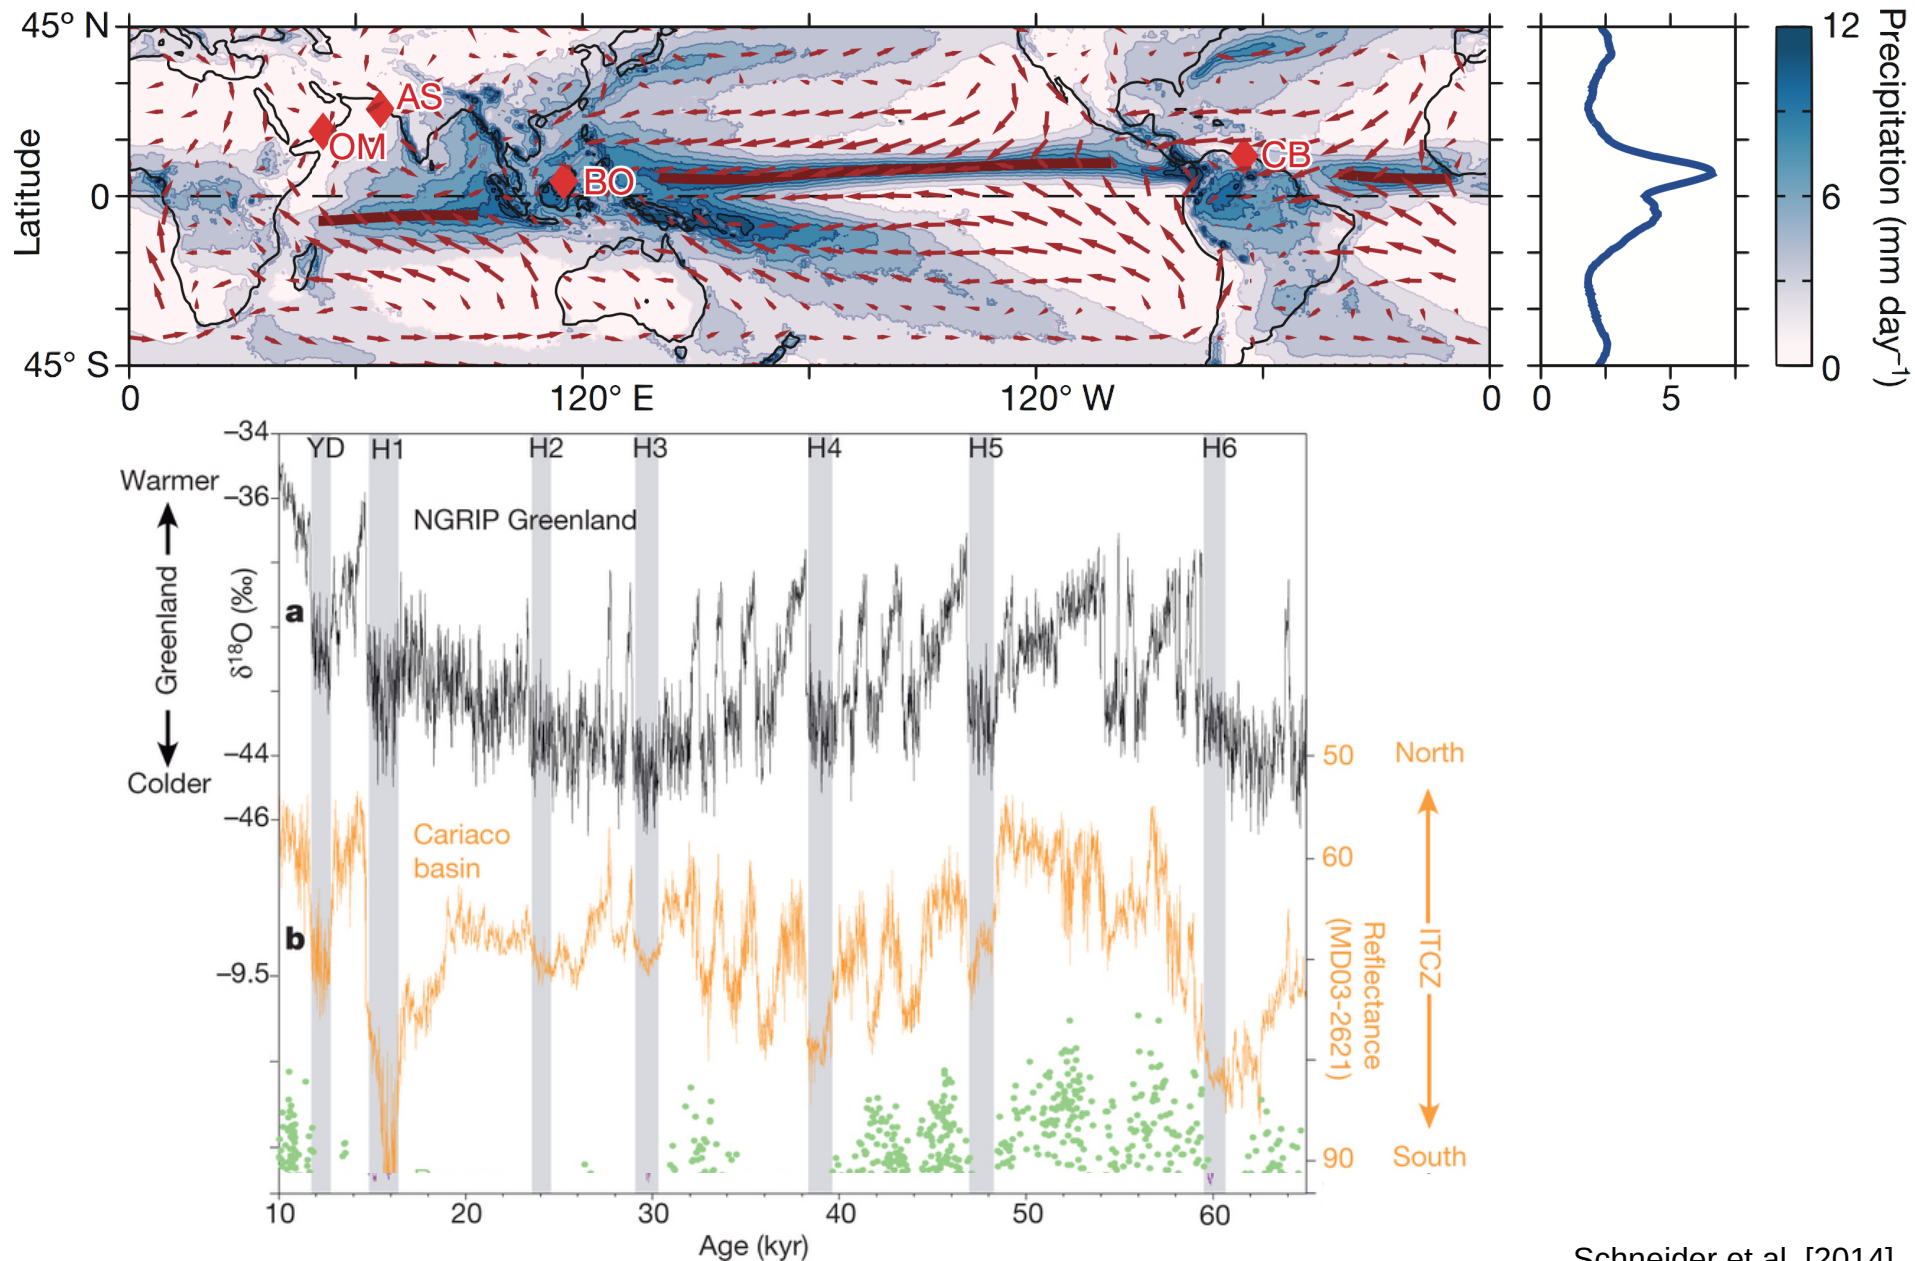 45° N
Latitude
0
45° S
0
120° E
120° W
0
AS
OM
BO
CB
0
5
12
6
0
Precipitation (mm day⁻¹)
–34
YD
H1
H2
H3
H4
H5
H6
Warmer
–36
NGRIP Greenland
Greenland
a
δ¹⁸O (‰)
–44
50
North
Colder
–46
Cariaco
basin
60
b
–9.5
Reflectance
(MD03-2621)
ITCZ
90
South
10
20
30
40
50
60
Age (kyr)
Schneider et al. [2014]